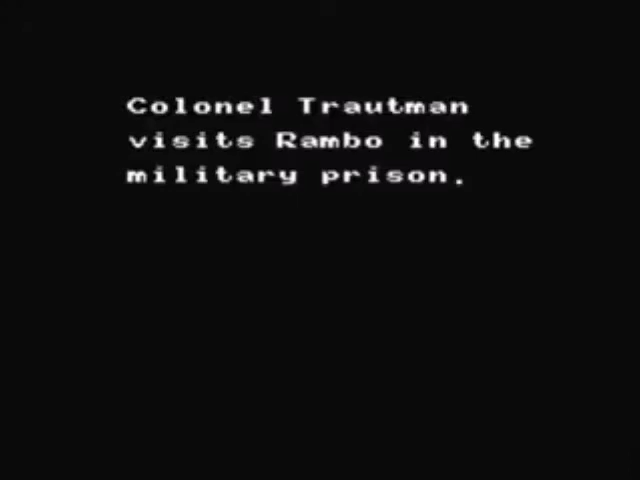 Colonel Trautman
visits Rambo in the
military prison.